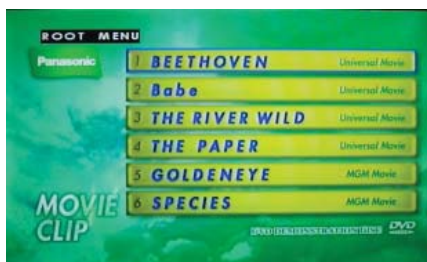 ROOT MENU
Panasonic
1 BEETHOVEN Universal Movie
2 Babe Universal Movie
3 THE RIVER WILD Universal Movie
4 THE PAPER Universal Movie
5 GOLDENEYE MGM Movie
6 SPECIES MGM Movie
MOVIE
CLIP
DVD DEMONSTRATION DISC DVD